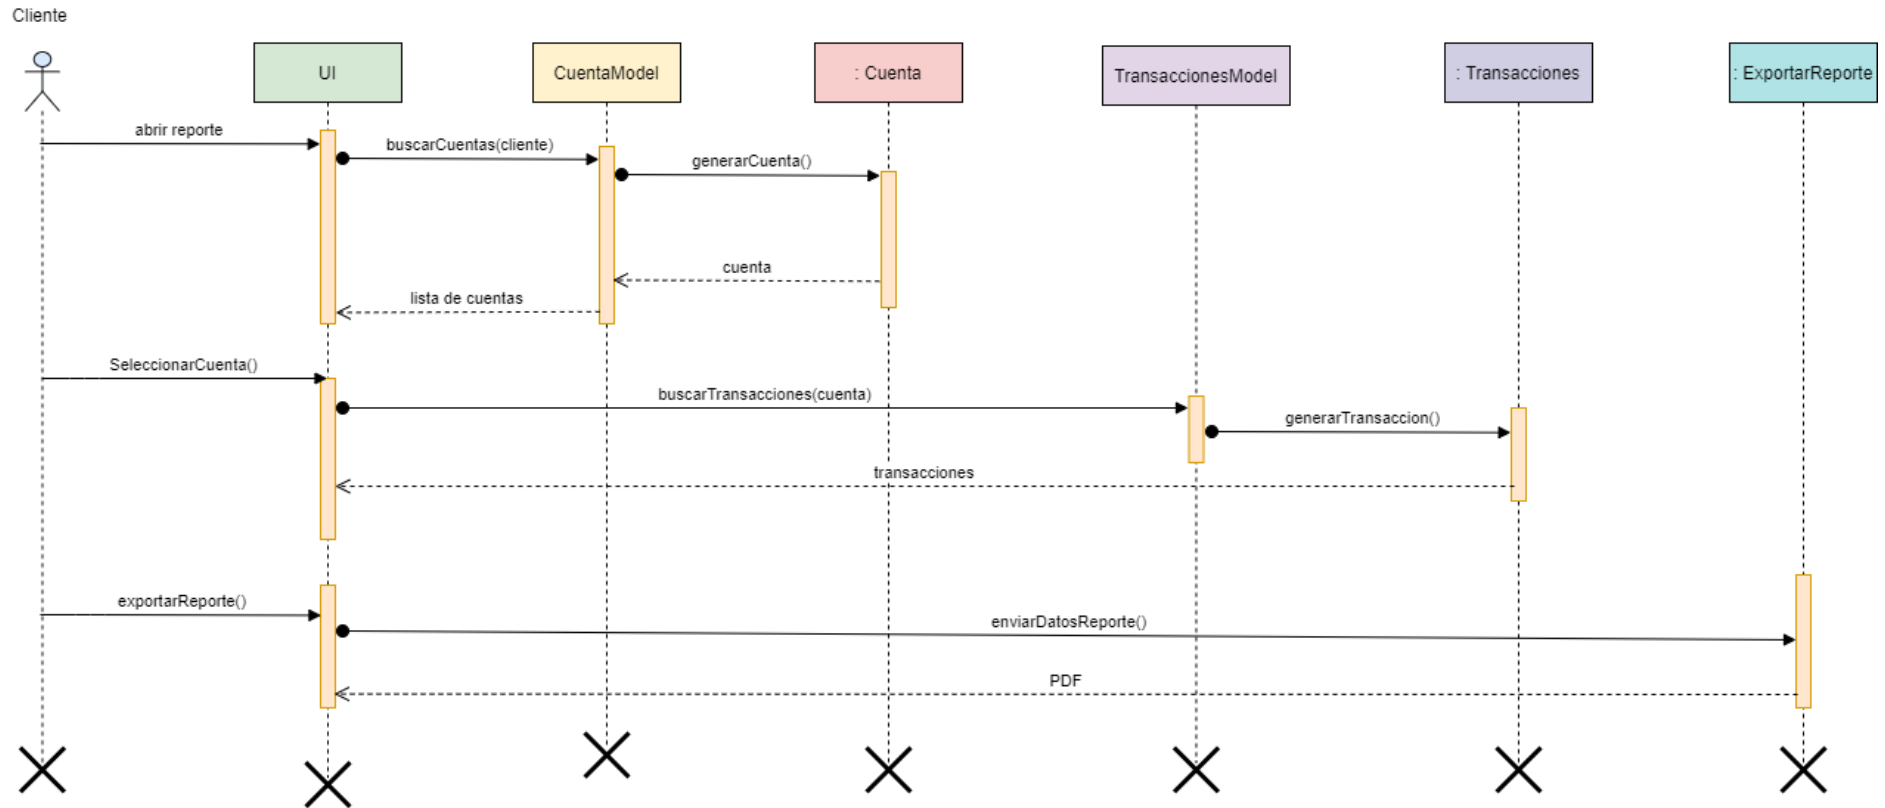 Cliente
UI
CuentaModel
: Cuenta
TransaccionesModel
: Transacciones
: ExportarReporte
abrir reporte
buscarCuentas(cliente)
generarCuenta()
cuenta
lista de cuentas
SeleccionarCuenta()
buscarTransacciones(cuenta)
generarTransaccion()
transacciones
exportarReporte()
enviarDatosReporte()
PDF